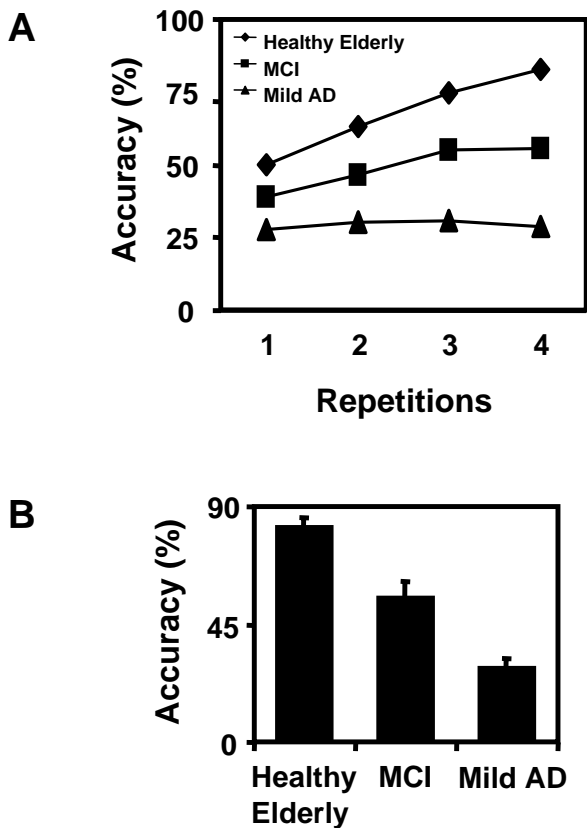 A
Accuracy (%)
100
75
50
25
0
Healthy Elderly
MCI
Mild AD
1 2 3 4
Repetitions
B
Accuracy (%)
90
45
0
Healthy Elderly
MCI
Mild AD